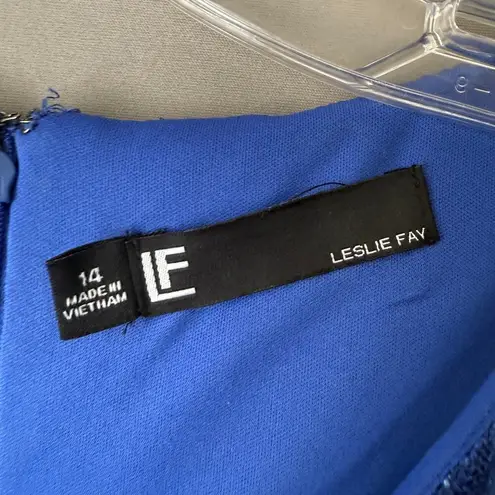 14
MADE IN
VIETNAM
LF
LESLIE FAY